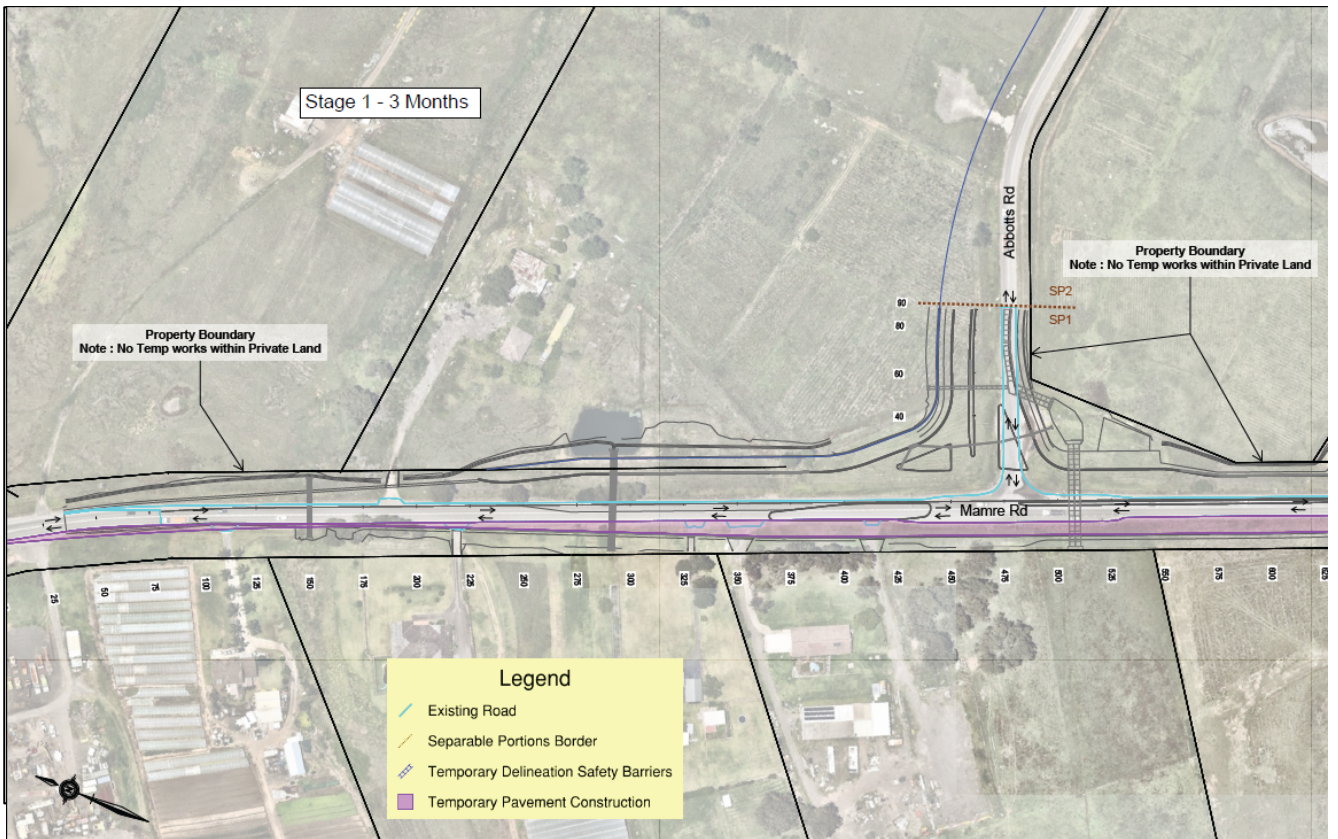 Stage 1 - 3 Months
Abbotts Rd
Property Boundary
Note : No Temp works within Private Land
SP2
SP1
90
80
60
40
Property Boundary
Note : No Temp works within Private Land
Mamre Rd
25
50
75
100
125
150
175
200
225
250
275
300
325
350
375
400
425
450
475
500
525
550
575
600
625
Legend
Existing Road
Separable Portions Border
Temporary Delineation Safety Barriers
Temporary Pavement Construction